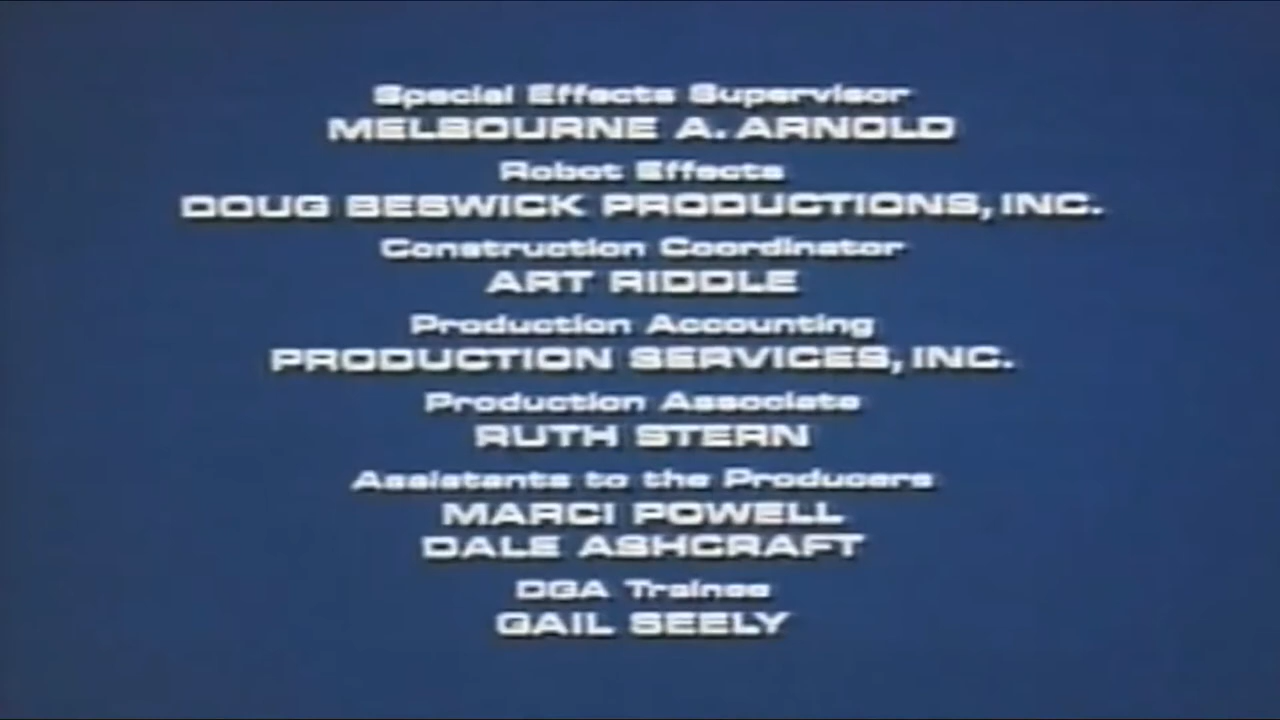 Special Effects Supervisor
MELBOURNE A. ARNOLD
Robot Effects
DOUG BESWICK PRODUCTIONS, INC.
Construction Coordinator
ART RIDDLE
Production Accounting
PRODUCTION SERVICES, INC.
Production Associate
RUTH STERN
Assistants to the Producers
MARCI POWELL
DALE ASHCRAFT
DGA Trainee
GAIL SEELY